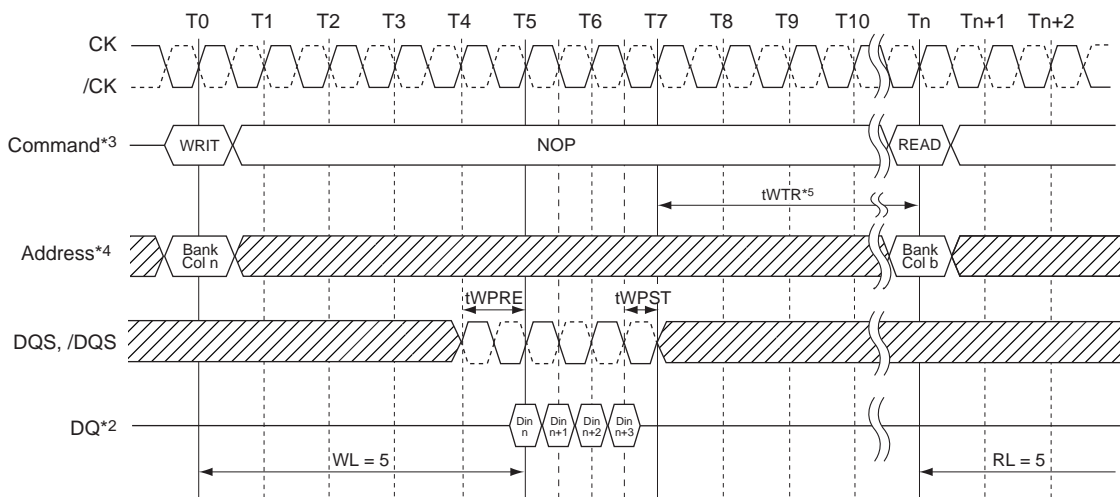 T0 T1 T2 T3 T4 T5 T6 T7 T8 T9 T10 Tn Tn+1 Tn+2
CK
/CK
Command*3 WRIT NOP READ
tWTR*5
Address*4 Bank Col n Bank Col b
tWPRE tWPST
DQS, /DQS
DQ*2 Din n Din n+1 Din n+2 Din n+3
WL = 5 RL = 5